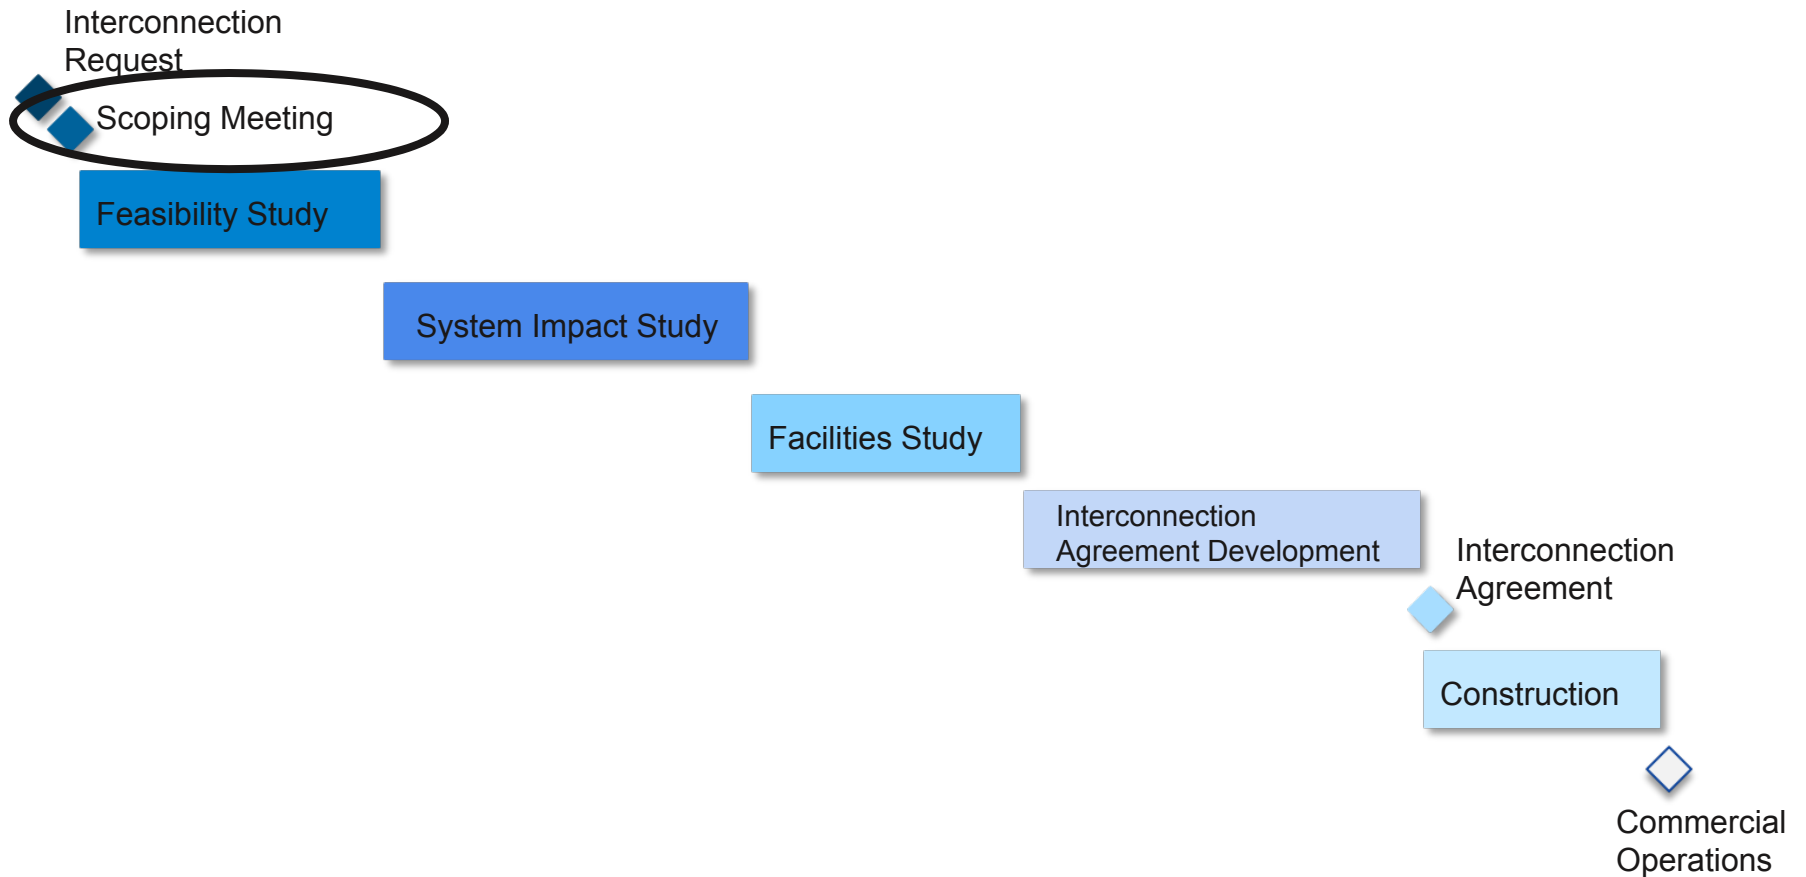 Interconnection
Request
Scoping Meeting
Feasibility Study
System Impact Study
Facilities Study
Interconnection
Agreement Development
Interconnection
Agreement
Construction
Commercial
Operations